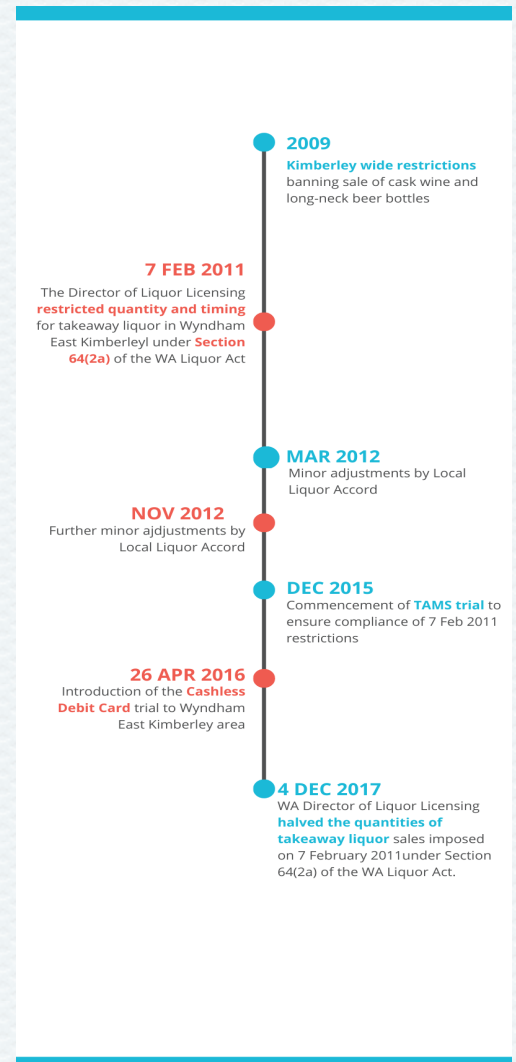 2009
Kimberley wide restrictions
banning sale of cask wine and
long-neck beer bottles
7 FEB 2011
The Director of Liquor Licensing
restricted quantity and timing
for takeaway liquor in Wyndham
East Kimberleyl under Section
64(2a) of the WA Liquor Act
MAR 2012
Minor adjustments by Local
Liquor Accord
NOV 2012
Further minor ajdjustments by
Local Liquor Accord
DEC 2015
Commencement of TAMS trial to
ensure compliance of 7 Feb 2011
restrictions
26 APR 2016
Introduction of the Cashless
Debit Card trial to Wyndham
East Kimberley area
4 DEC 2017
WA Director of Liquor Licensing
halved the quantities of
takeaway liquor sales imposed
on 7 February 2011under Section
64(2a) of the WA Liquor Act.